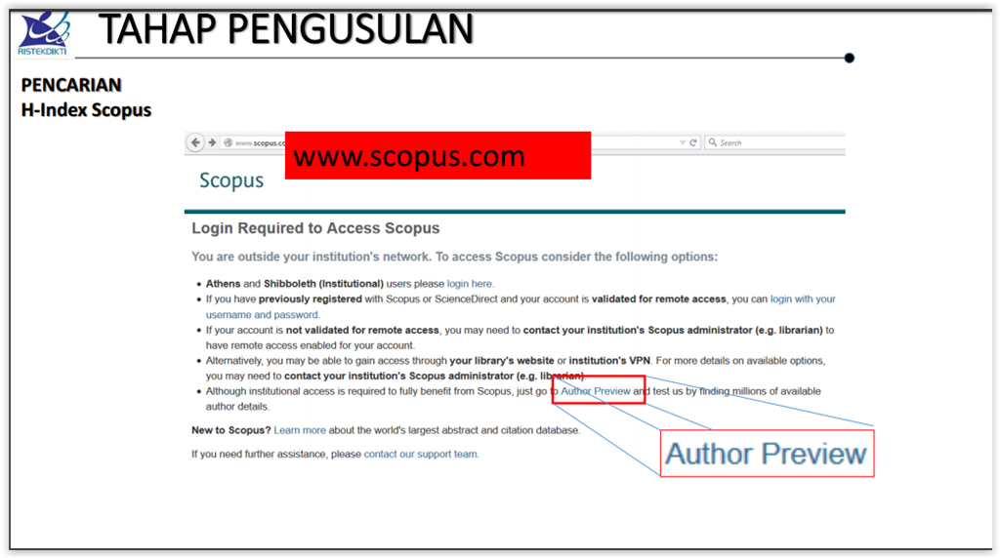 RISTEKDIKTI
TAHAP PENGUSULAN
PENCARIAN
H-Index Scopus
www.scopus.co
www.scopus.com
Search
Scopus
Login Required to Access Scopus
You are outside your institution's network. To access Scopus consider the following options:
• Athens and Shibboleth (Institutional) users please login here.
• If you have previously registered with Scopus or ScienceDirect and your account is validated for remote access, you can login with your
username and password.
• If your account is not validated for remote access, you may need to contact your institution's Scopus administrator (e.g. librarian) to
have remote access enabled for your account.
• Alternatively, you may be able to gain access through your library's website or institution's VPN. For more details on available options,
you may need to contact your institution's Scopus administrator (e.g. librarian).
• Although institutional access is required to fully benefit from Scopus, just go to Author Preview and test us by finding millions of available
author details.
New to Scopus? Learn more about the world's largest abstract and citation database.
If you need further assistance, please contact our support team.
Author Preview